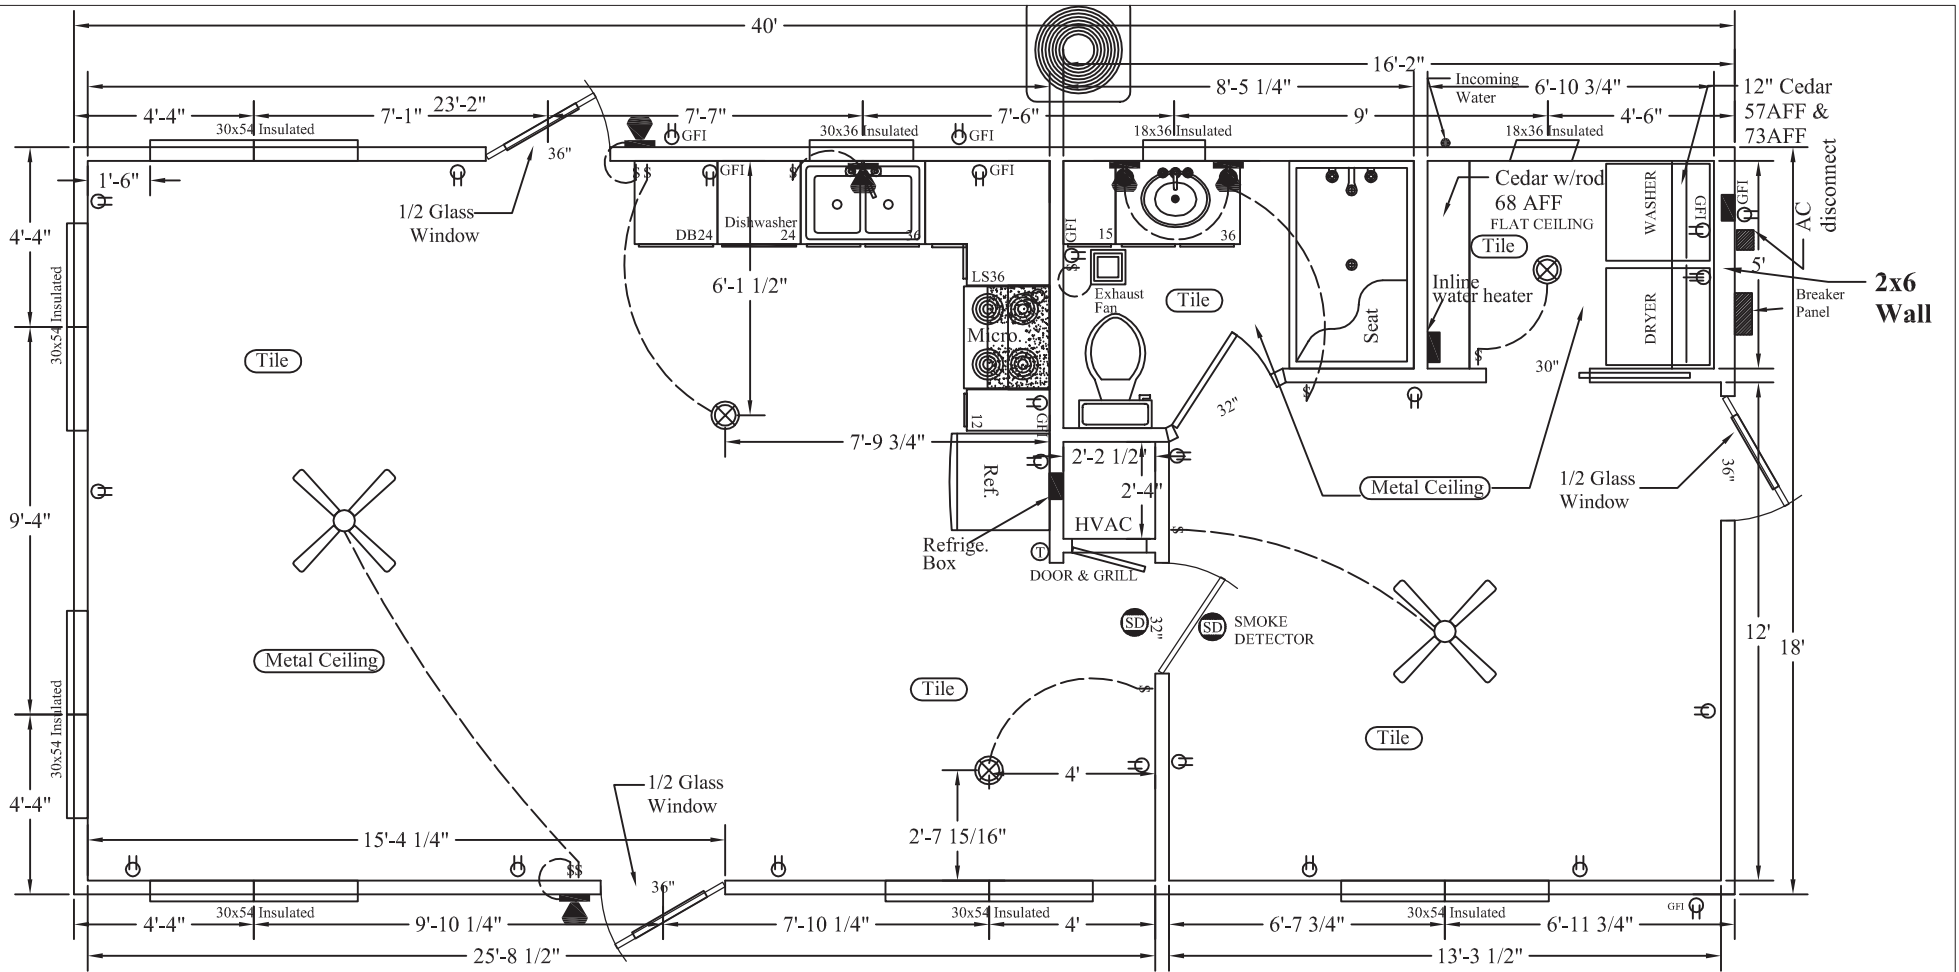 40'
16'-2"
23'-2"
8'-5 1/4"
Incoming
Water
6'-10 3/4"
12" Cedar
57AFF &
73AFF
4'-4"
7'-1"
7'-7"
7'-6"
9'
4'-6"
30x54 Insulated
36"
GFI
30x36 Insulated
GFI
18x36 Insulated
18x36 Insulated
AC
disconnect
1'-6"
4'-4"
30x54 Insulated
1/2 Glass
Window
$$
GFI
$
Dishwasher
DB24
24
36
6'-1 1/2"
LS36
Micro.
GFI
15
36
$
Exhaust
Fan
Tile
Seat
Cedar w/rod
68 AFF
FLAT CEILING
Tile
WASHER
GFI
GFI
5'
Inline
water heater
DRYER
Breaker
Panel
2x6
Wall
$
30"
$
32"
Tile
12
GFI
7'-9 3/4"
Ref.
2'-2 1/2"
2'-4"
HVAC
$
Metal Ceiling
1/2 Glass
Window
36"
9'-4"
Refrige.
Box
T
DOOR & GRILL
SD
32"
SD
SMOKE
DETECTOR
12'
18'
Metal Ceiling
30x54 Insulated
Tile
$
Tile
4'-4"
1/2 Glass
Window
4'
2'-7 15/16"
15'-4 1/4"
$$
36"
30x54 Insulated
30x54 Insulated
30x54 Insulated
GFI
4'-4"
9'-10 1/4"
7'-10 1/4"
4'
6'-7 3/4"
6'-11 3/4"
25'-8 1/2"
13'-3 1/2"